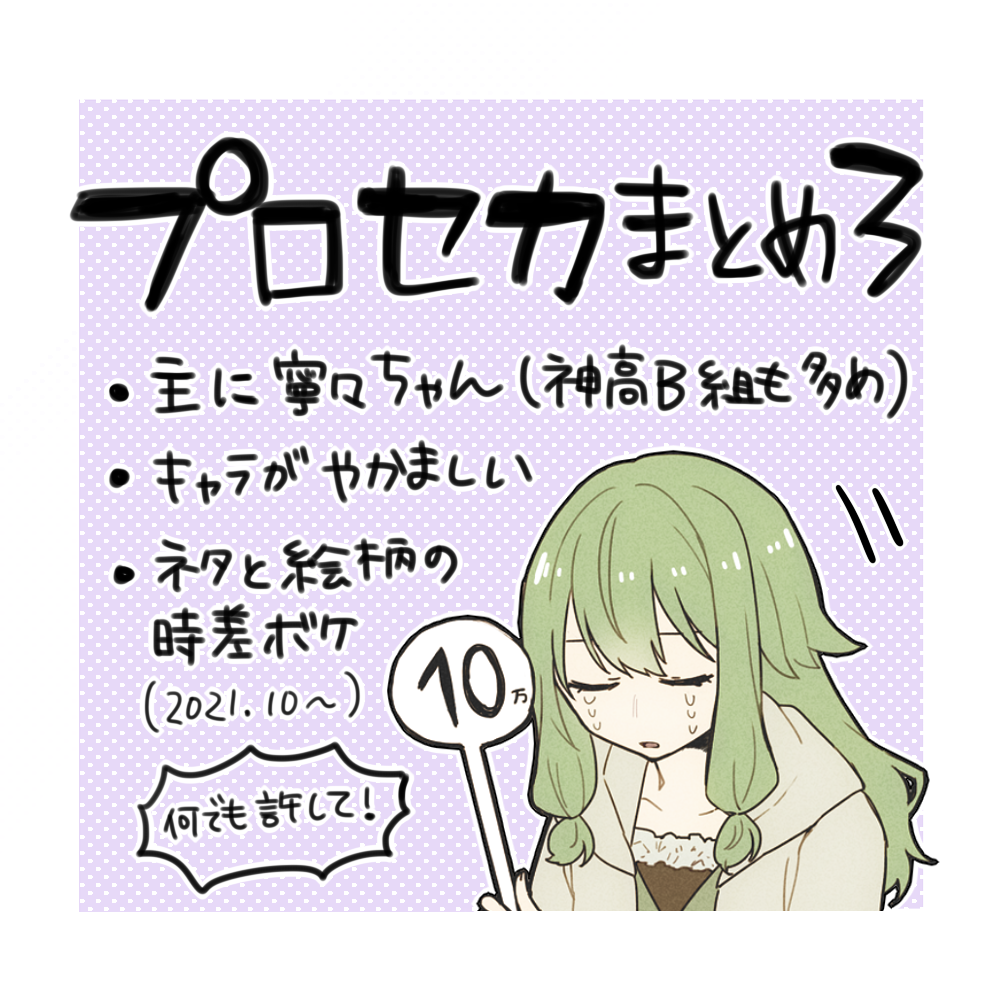 プロセカまとめ3
・主に寧々ちゃん(神高B組も多め)
・キャラがやかましい
・ネタと絵柄の
時差ボケ
(2021.10〜)
何でも許して!
10万